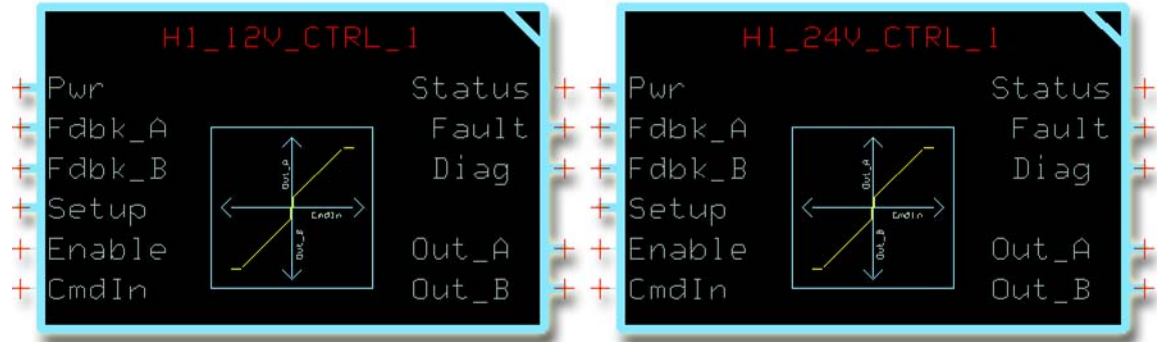 H1_12V_CTRL_1
Pwr
Fdbk_A
Fdbk_B
Setup
Enable
CmdIn
Out_A
CmdIn
Out_B
Status
Fault
Diag
Out_A
Out_B
H1_24V_CTRL_1
Pwr
Fdbk_A
Fdbk_B
Setup
Enable
CmdIn
Out_A
CmdIn
Out_B
Status
Fault
Diag
Out_A
Out_B